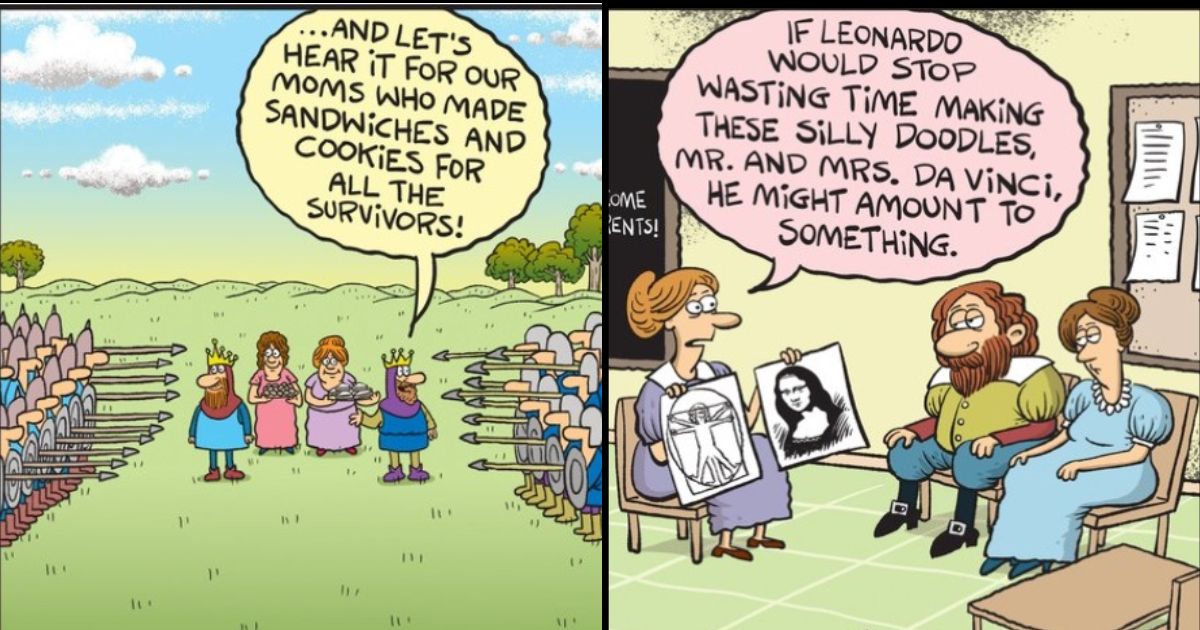 ...AND LET'S
HEAR iT FOR OUR
MOMS WHO MADE
SANDWiCHES AND
COOKiES FOR
ALL THE
SURViVORS!
iF LEONARDO
WOULD STOP
WASTiNG TiME MAKiNG
THESE SiLLY DOODLES,
MR. AND MRS. DA ViNCi,
HE MiGHT AMOUNT TO
SOMETHiNG.
OME
ENTS!